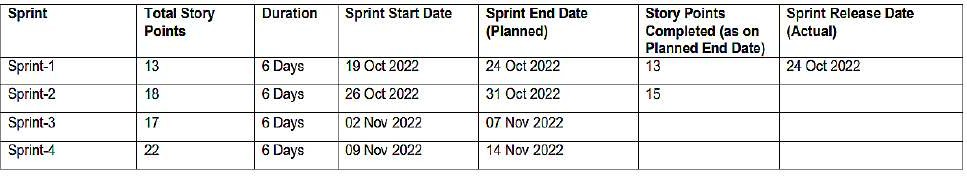 Sprint Total Story Points Duration Sprint Start Date Sprint End Date (Planned) Story Points Completed (as on Planned End Date) Sprint Release Date (Actual)
Sprint-1 13 6 Days 19 Oct 2022 24 Oct 2022 13 24 Oct 2022
Sprint-2 18 6 Days 26 Oct 2022 31 Oct 2022 15
Sprint-3 17 6 Days 02 Nov 2022 07 Nov 2022
Sprint-4 22 6 Days 09 Nov 2022 14 Nov 2022